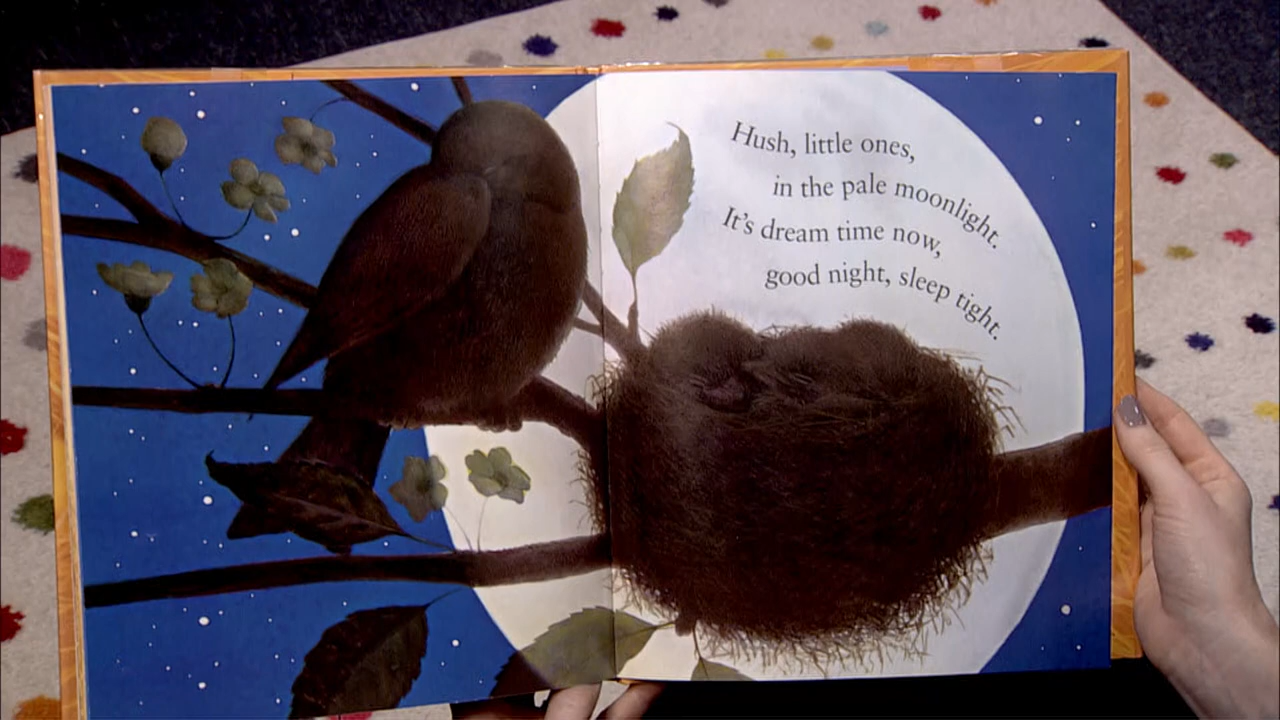 Hush, little ones,
in the pale moonlight.
It's dream time now,
good night, sleep tight.